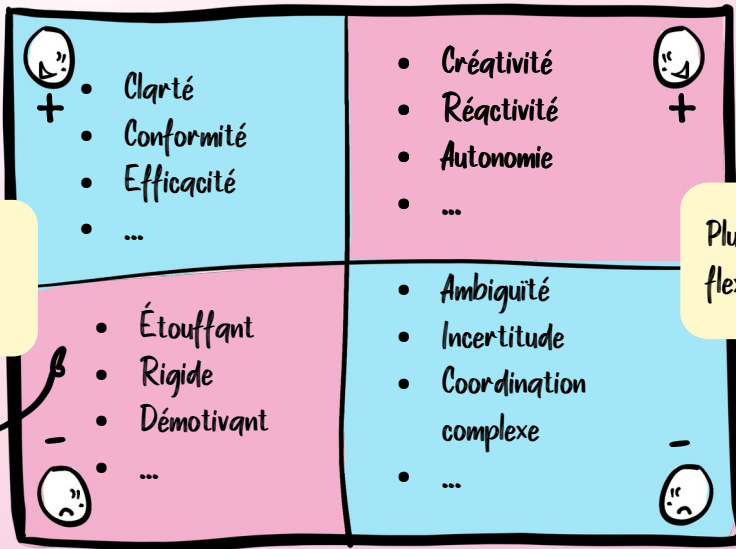 +
• Clarté
• Conformité
• Efficacité
• ...
• Créativité
• Réactivité
• Autonomie
• ...
+
• Étouffant
• Rigide
• Démotivant
• ...
-
• Ambiguïté
• Incertitude
• Coordination
complexe
• ...
-